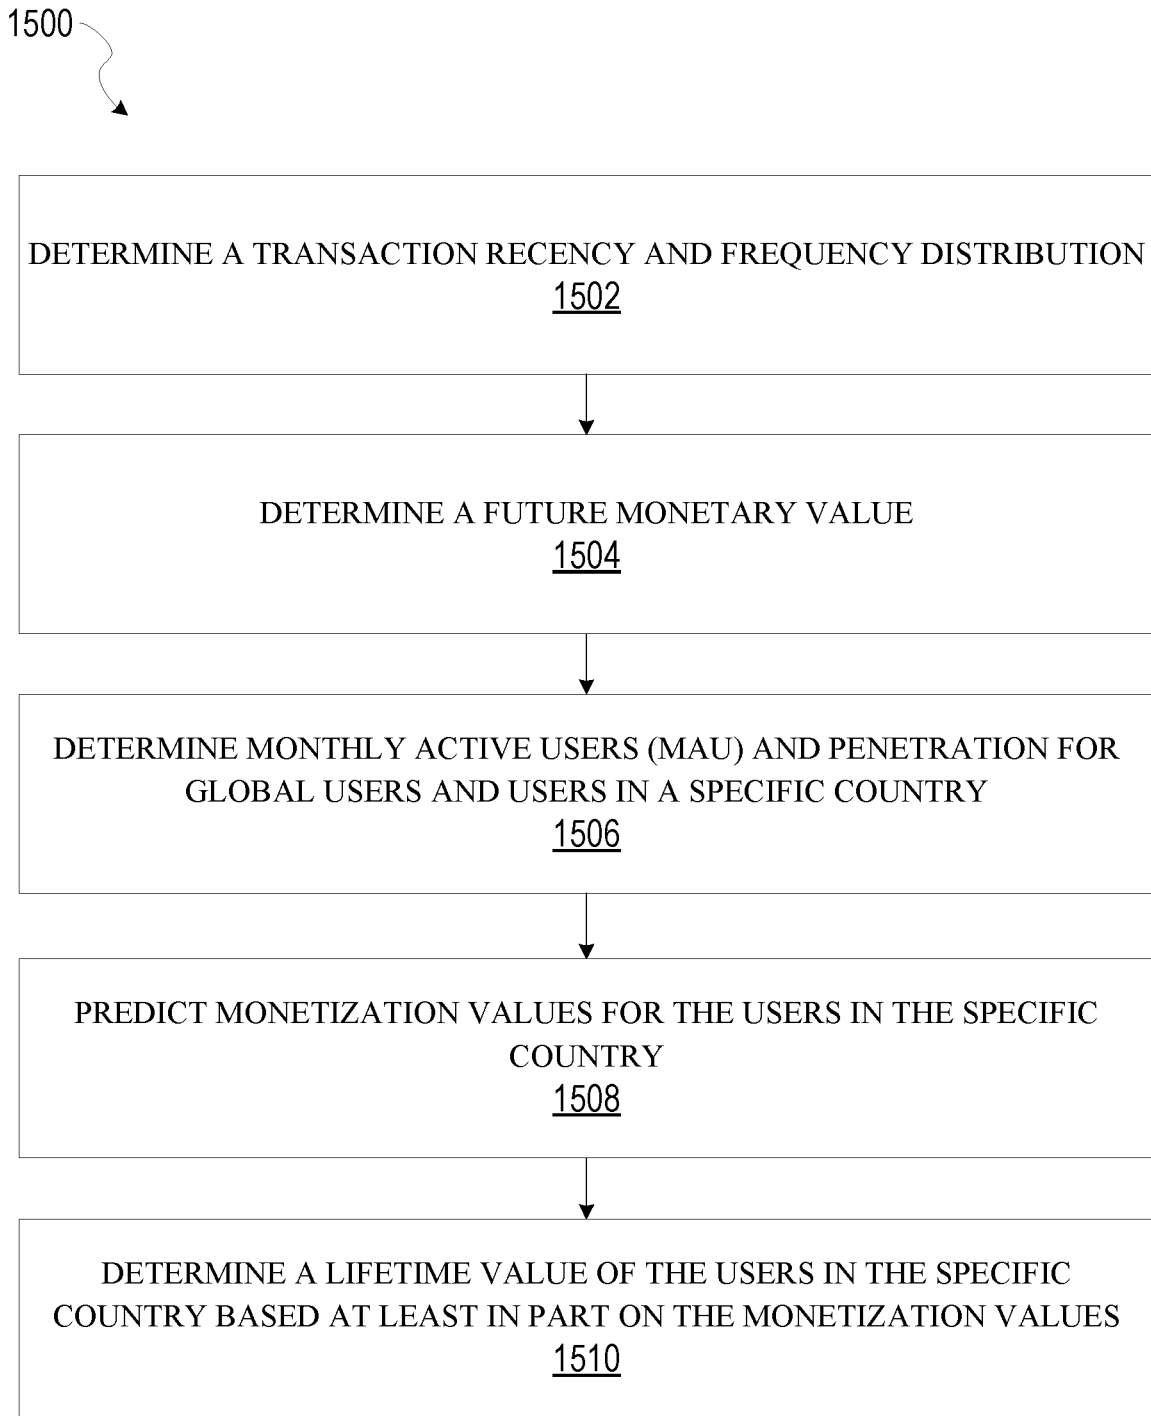 1500
DETERMINE A TRANSACTION RECENCY AND FREQUENCY DISTRIBUTION
1502
DETERMINE A FUTURE MONETARY VALUE
1504
DETERMINE MONTHLY ACTIVE USERS (MAU) AND PENETRATION FOR
GLOBAL USERS AND USERS IN A SPECIFIC COUNTRY
1506
PREDICT MONETIZATION VALUES FOR THE USERS IN THE SPECIFIC
COUNTRY
1508
DETERMINE A LIFETIME VALUE OF THE USERS IN THE SPECIFIC
COUNTRY BASED AT LEAST IN PART ON THE MONETIZATION VALUES
1510